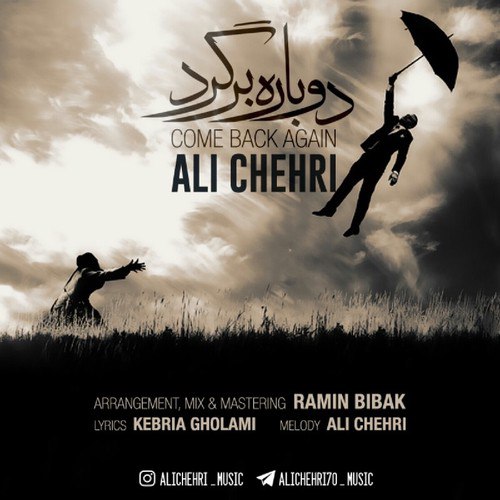 دوباره برگرد
COME BACK AGAIN
ALI CHEHRI
ARRANGEMENT, MIX & MASTERING RAMIN BIBAK
LYRICS KEBRIA GHOLAMI MELODY ALI CHEHRI
ALICHEHRI_MUSIC ALICHEHRI70_MUSIC